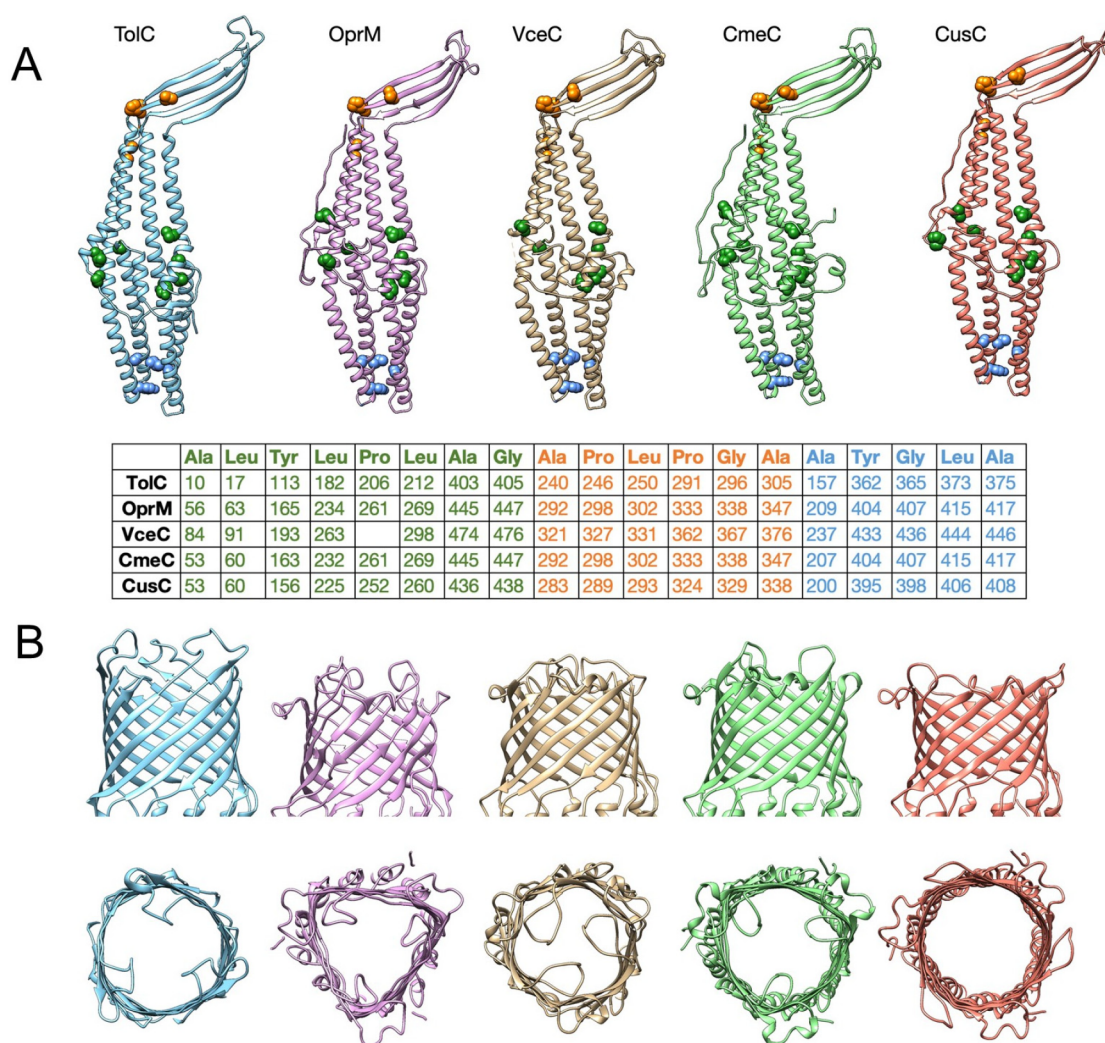 A
TolC OprM VceC CmeC CusC
Ala Leu Tyr Leu Pro Leu Ala Gly Ala Pro Leu Pro Gly Ala Ala Tyr Gly Leu Ala
TolC 10 17 113 182 206 212 403 405 240 246 250 291 296 305 157 362 365 373 375
OprM 56 63 165 234 261 269 445 447 292 298 302 333 338 347 209 404 407 415 417
VceC 84 91 193 263 298 474 476 321 327 331 362 367 376 237 433 436 444 446
CmeC 53 60 163 232 261 269 445 447 292 298 302 333 338 347 207 404 407 415 417
CusC 53 60 156 225 252 260 436 438 283 289 293 324 329 338 200 395 398 406 408
B